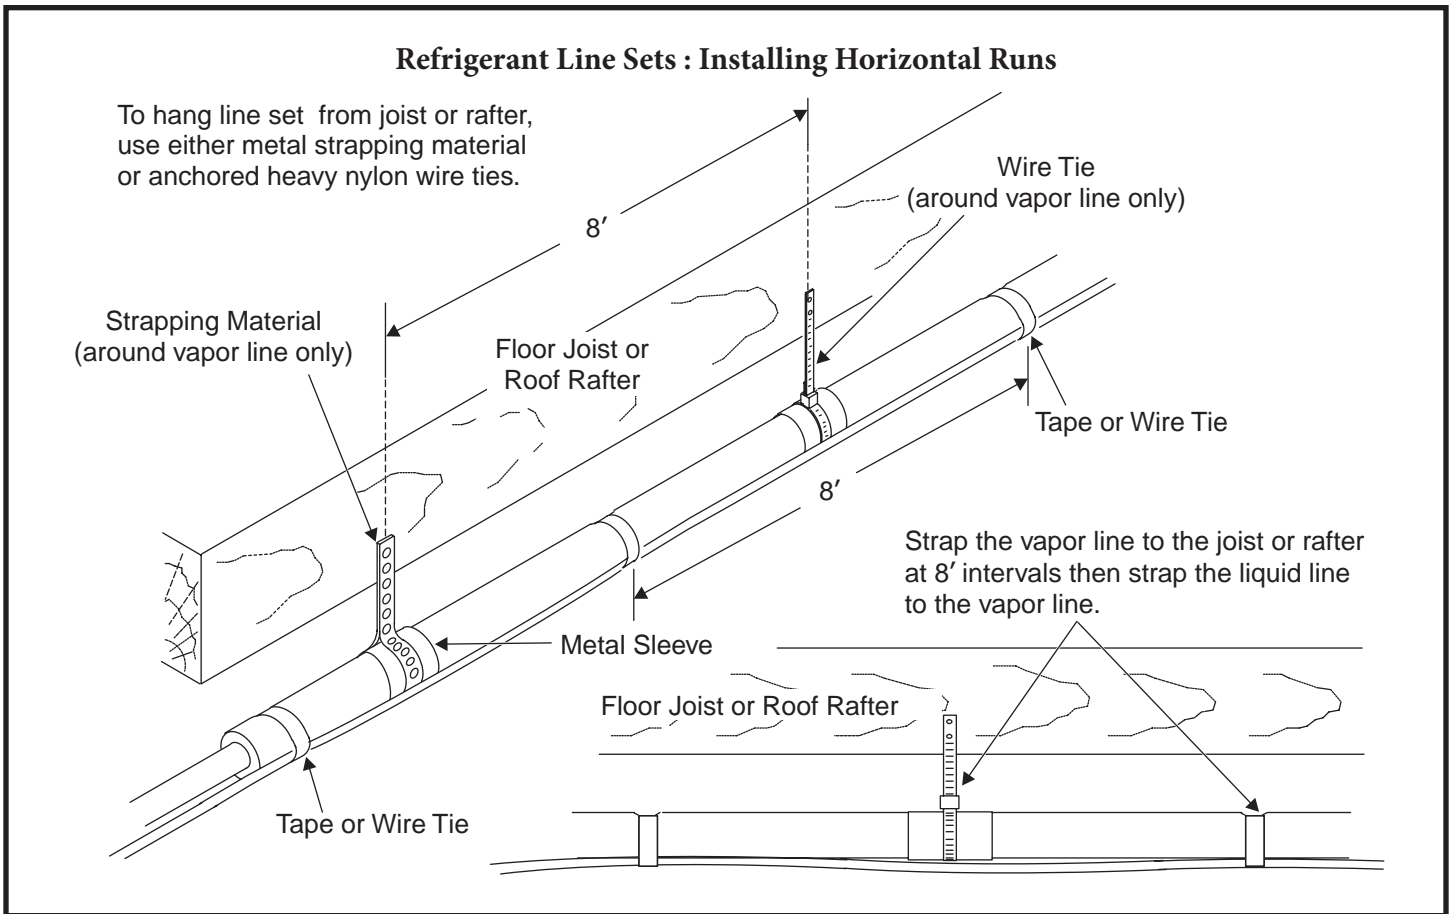 Refrigerant Line Sets : Installing Horizontal Runs
To hang line set from joist or rafter,
use either metal strapping material
or anchored heavy nylon wire ties.
Wire Tie
(around vapor line only)
8′
Strapping Material
(around vapor line only)
Floor Joist or
Roof Rafter
Tape or Wire Tie
8′
Strap the vapor line to the joist or rafter
at 8′ intervals then strap the liquid line
to the vapor line.
Metal Sleeve
Floor Joist or Roof Rafter
Tape or Wire Tie